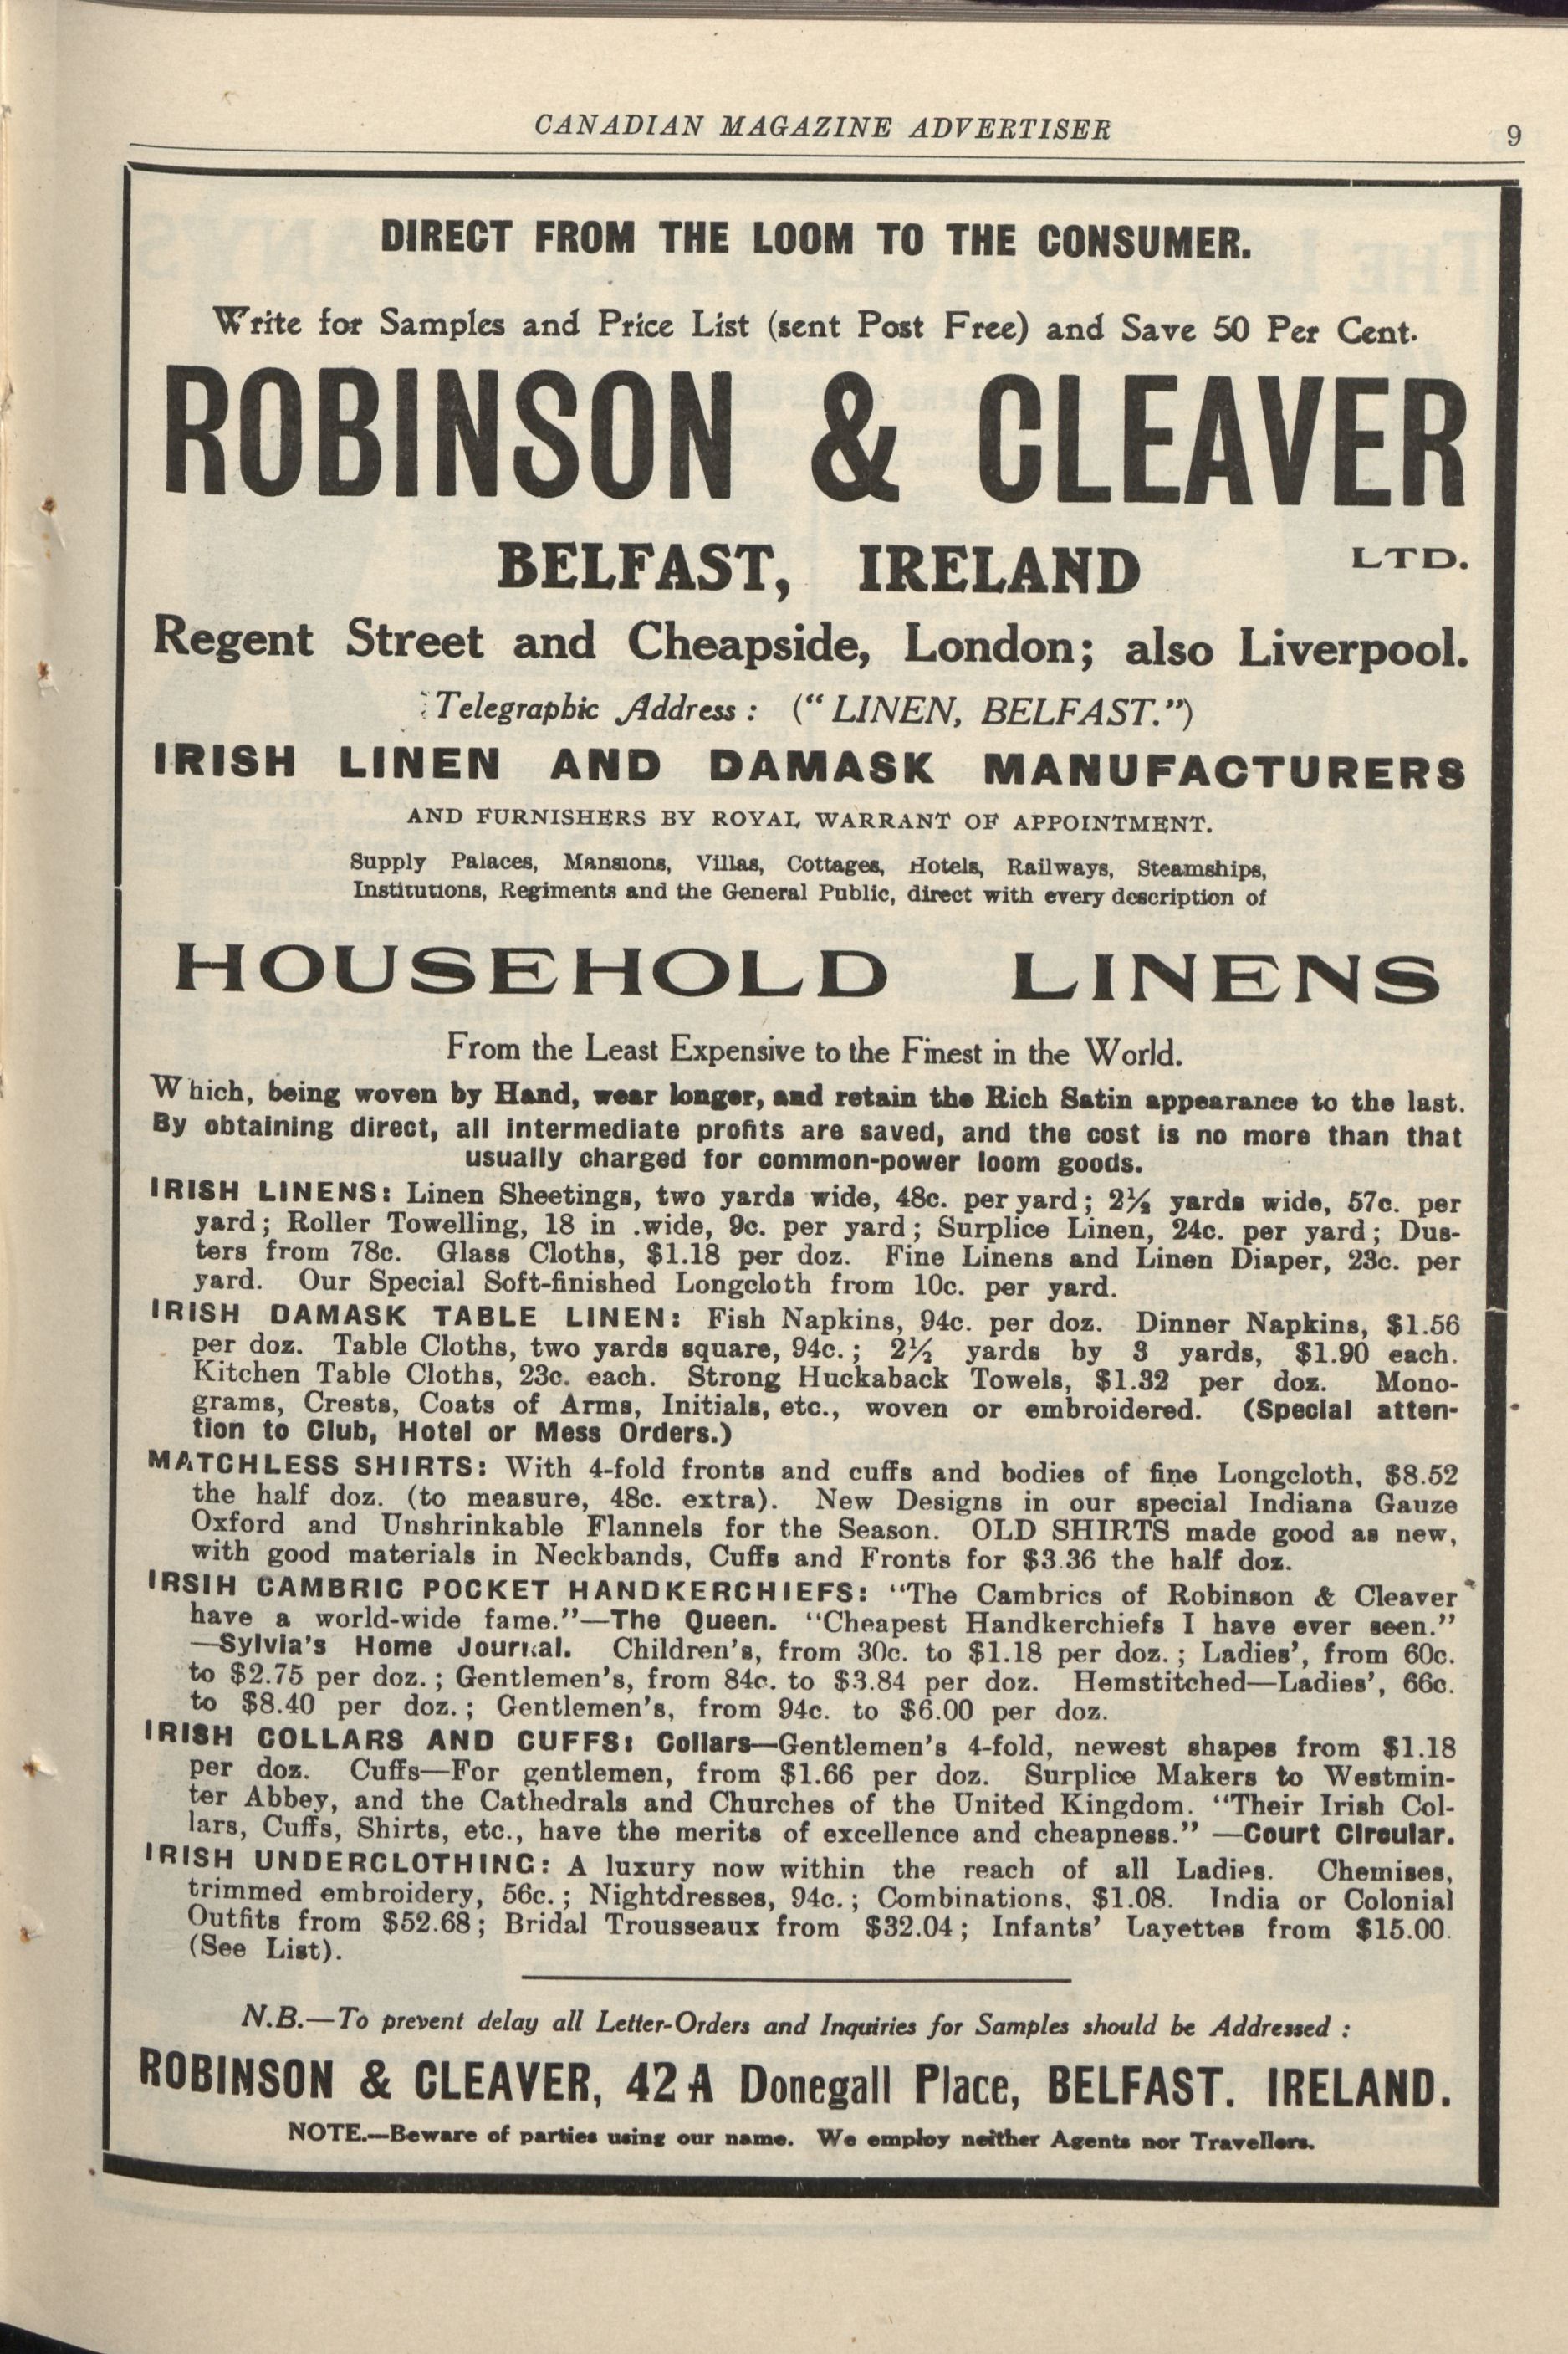 CANADIAN MAGAZINE ADVERTISER
9
DIRECT FROM THE LOOM TO THE CONSUMER.
Write for Samples and Price List (sent Post Free) and Save 50 Per Cent.
ROBINSON & CLEAVER
BELFAST, IRELAND LTD.
Regent Street and Cheapside, London; also Liverpool.
Telegraphic Address: ("LINEN, BELFAST.")
IRISH LINEN AND DAMASK MANUFACTURERS
AND FURNISHERS BY ROYAL WARRANT OF APPOINTMENT.
Supply Palaces, Mansions, Villas, Cottages, Hotels, Railways, Steamships,
Institutions, Regiments and the General Public, direct with every description of
HOUSEHOLD LINENS
From the Least Expensive to the Finest in the World.
Which, being woven by Hand, wear longer, and retain the Rich Satin appearance to the last.
By obtaining direct, all intermediate profits are saved, and the cost is no more than that
usually charged for common-power loom goods.
IRISH LINENS: Linen Sheetings, two yards wide, 48c. per yard; 2½ yards wide, 57c. per
yard; Roller Towelling, 18 in .wide, 9c. per yard; Surplice Linen, 24c. per yard; Dus-
ters from 78c. Glass Cloths, $1.18 per doz. Fine Linens and Linen Diaper, 23c. per
yard. Our Special Soft-finished Longcloth from 10c. per yard.
IRISH DAMASK TABLE LINEN: Fish Napkins, 94c. per doz. Dinner Napkins, $1.56
per doz. Table Cloths, two yards square, 94c.; 2½ yards by 3 yards, $1.90 each.
Kitchen Table Cloths, 23c. each. Strong Huckaback Towels, $1.32 per doz. Mono-
grams, Crests, Coats of Arms, Initials, etc., woven or embroidered. (Special atten-
tion to Club, Hotel or Mess Orders.)
MATCHLESS SHIRTS: With 4-fold fronts and cuffs and bodies of fine Longcloth, $8.52
the half doz. (to measure, 48c. extra). New Designs in our special Indiana Gauze
Oxford and Unshrinkable Flannels for the Season. OLD SHIRTS made good as new,
with good materials in Neckbands, Cuffs and Fronts for $3.36 the half doz.
IRSIH CAMBRIC POCKET HANDKERCHIEFS: "The Cambrics of Robinson & Cleaver
have a world-wide fame."—The Queen. "Cheapest Handkerchiefs I have ever seen."
—Sylvia's Home Journal. Children's, from 30c. to $1.18 per doz.; Ladies', from 60c.
to $2.75 per doz.; Gentlemen's, from 84c. to $3.84 per doz. Hemstitched—Ladies', 66c.
to $8.40 per doz.; Gentlemen's, from 94c. to $6.00 per doz.
IRISH COLLARS AND CUFFS: Collars—Gentlemen's 4-fold, newest shapes from $1.18
per doz. Cuffs—For gentlemen, from $1.66 per doz. Surplice Makers to Westmin-
ter Abbey, and the Cathedrals and Churches of the United Kingdom. "Their Irish Col-
lars, Cuffs, Shirts, etc., have the merits of excellence and cheapness." —Court Circular.
IRISH UNDERCLOTHING: A luxury now within the reach of all Ladies. Chemises,
trimmed embroidery, 56c.; Nightdresses, 94c.; Combinations, $1.08. India or Colonial
Outfits from $52.68; Bridal Trousseaux from $32.04; Infants' Layettes from $15.00.
(See List).
N.B.—To prevent delay all Letter-Orders and Inquiries for Samples should be Addressed:
ROBINSON & CLEAVER, 42 A Donegall Place, BELFAST. IRELAND.
NOTE.—Beware of parties using our name. We employ neither Agents nor Travellers.